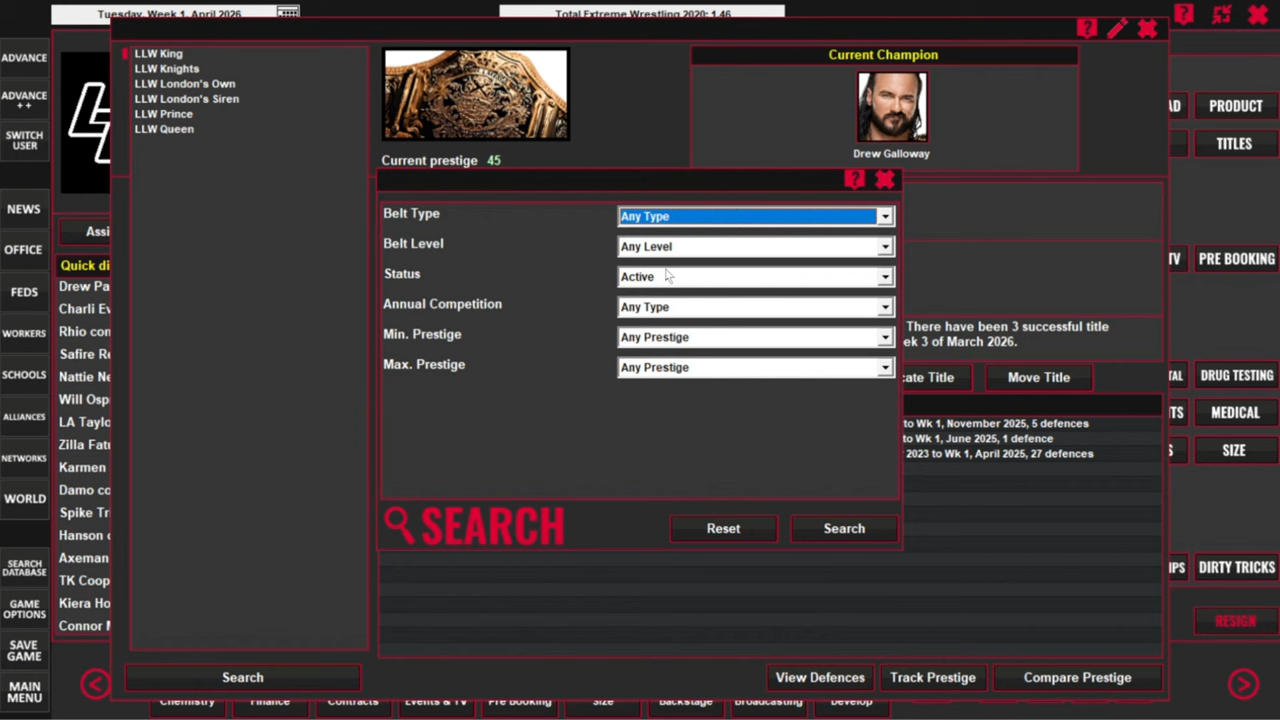 Tuesday, Week 1, April 2026
Total Extreme Wrestling 2020: 1.46
ADVANCE
ADVANCE
++
SWITCH
USER
NEWS
OFFICE
FEDS
WORKERS
SCHOOLS
ALLIANCES
NETWORKS
WORLD
SEARCH
DATABASE
GAME
OPTIONS
SAVE
GAME
MAIN
MENU
Assi
Quick di
Drew Pa
Charli Ev
Rhio con
Safire Re
Nattie Ne
Will Osp
LA Taylo
Zilla Fatu
Karmen
Damo co
Spike Tr
Hanson c
Axeman
TK Coop
Kiera Ho
Connor M
LLW King
LLW Knights
LLW London's Own
LLW London's Siren
LLW Prince
LLW Queen
Search
Current prestige 45
Current Champion
Drew Galloway
Belt Type
Any Type
Belt Level
Any Level
Status
Active
Annual Competition
Any Type
Min. Prestige
Any Prestige
Max. Prestige
Any Prestige
SEARCH
Reset
Search
There have been 3 successful title
ek 3 of March 2026.
cate Title
Move Title
to Wk 1, November 2025, 5 defences
to Wk 1, June 2025, 1 defence
2023 to Wk 1, April 2025, 27 defences
View Defences
Track Prestige
Compare Prestige
AD
PRODUCT
TITLES
TV
PRE BOOKING
AL
DRUG TESTING
TS
MEDICAL
S
SIZE
IPS
DIRTY TRICKS
RESIGN
Chemistry
Finance
Contracts
Events & TV
Pre Booking
Size
Backstage
Broadcasting
Develop